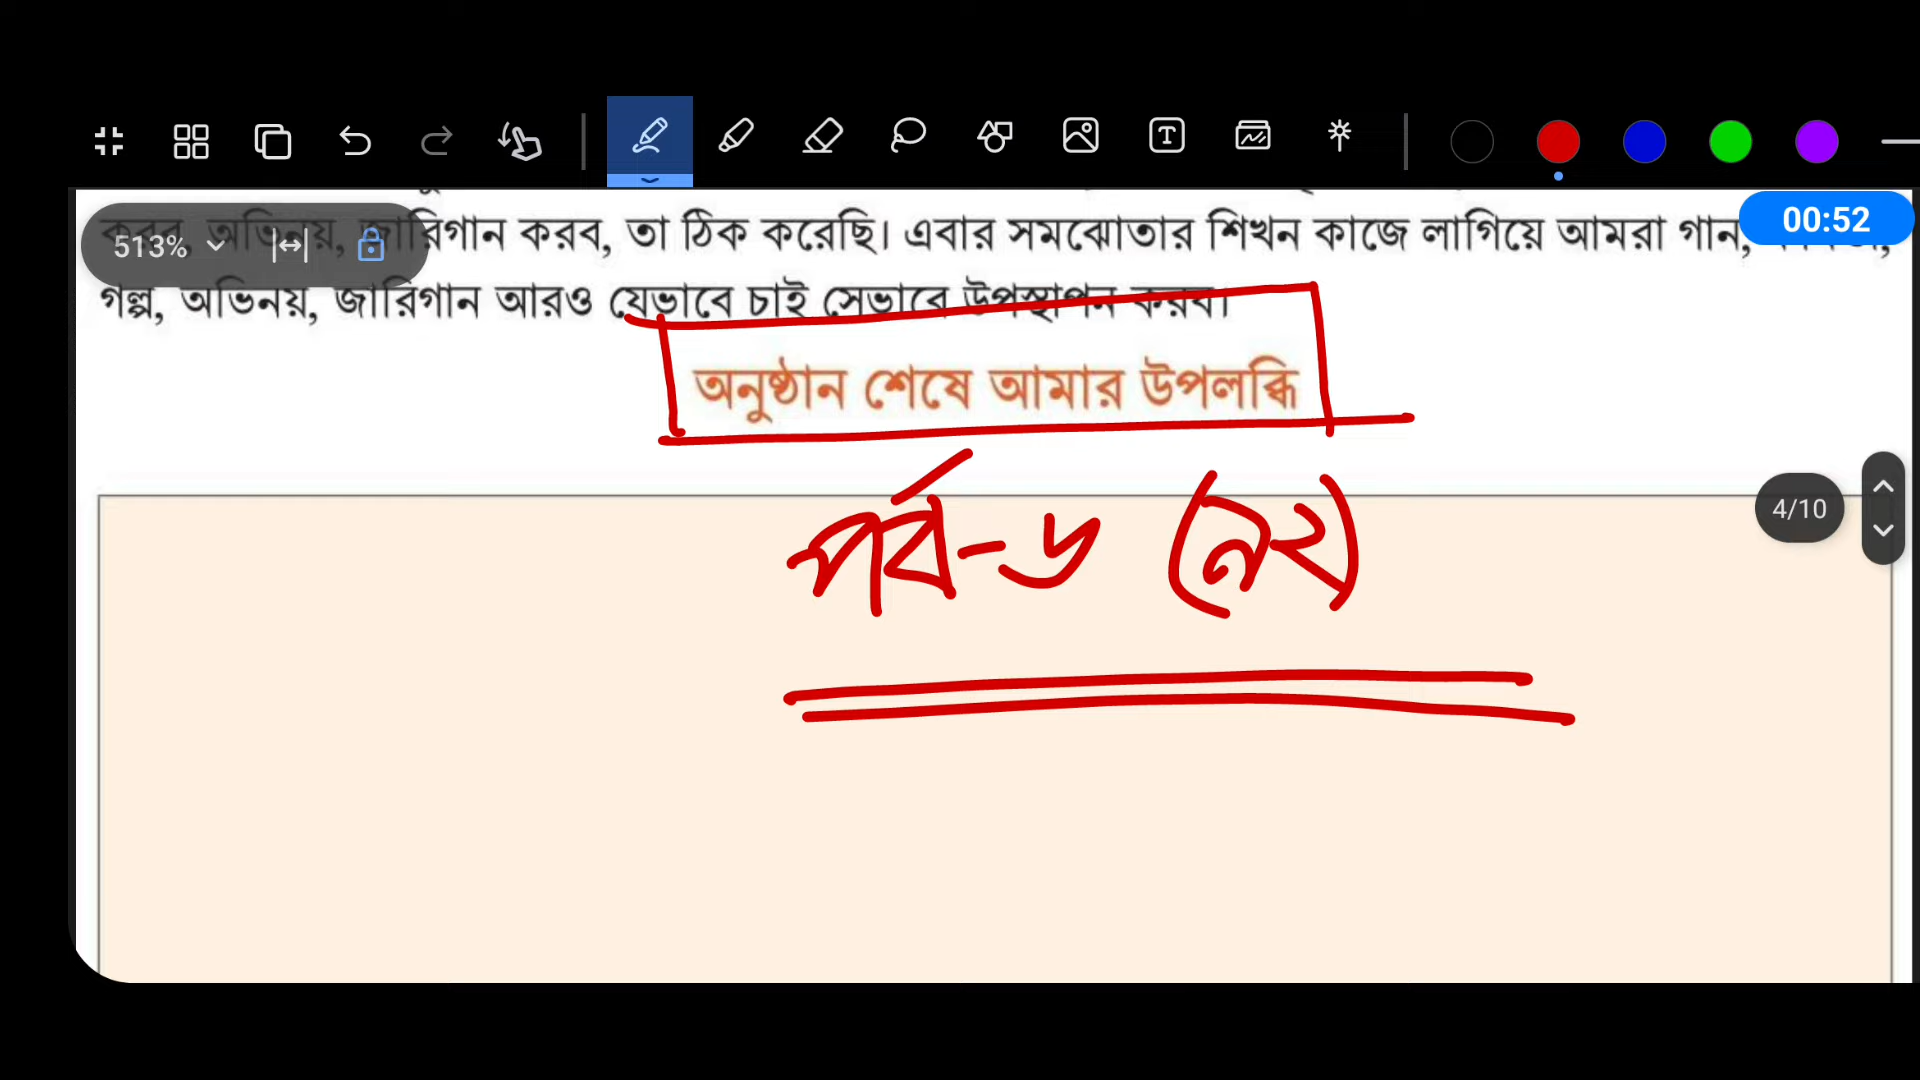 513%
00:52
করব, অভিনয়, জারিগান করব, তা ঠিক করেছি। এবার সমঝোতার শিখন কাজে লাগিয়ে আমরা গান,
গল্প, অভিনয়, জারিগান আরও যেভাবে চাই সেভাবে উপস্থাপন করব।
অনুষ্ঠান শেষে আমার উপলব্ধি
4/10
পর্ব-৬